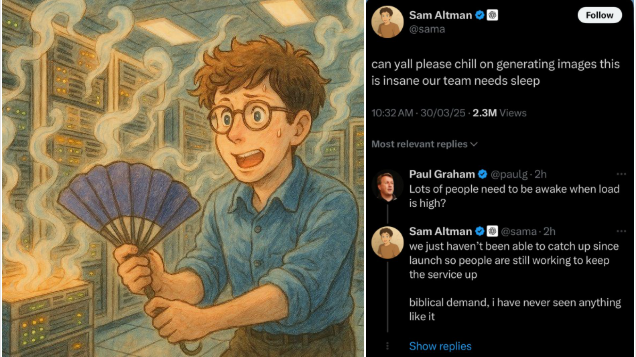 Sam Altman
Follow
@sama
can yall please chill on generating images this
is insane our team needs sleep
10:32 AM · 30/03/25 · 2.3M Views
Most relevant replies
Paul Graham @paulg · 2h
Lots of people need to be awake when load
is high?
Sam Altman @sama · 2h
we just haven't been able to catch up since
launch so people are still working to keep
the service up
biblical demand, i have never seen anything
like it
Show replies